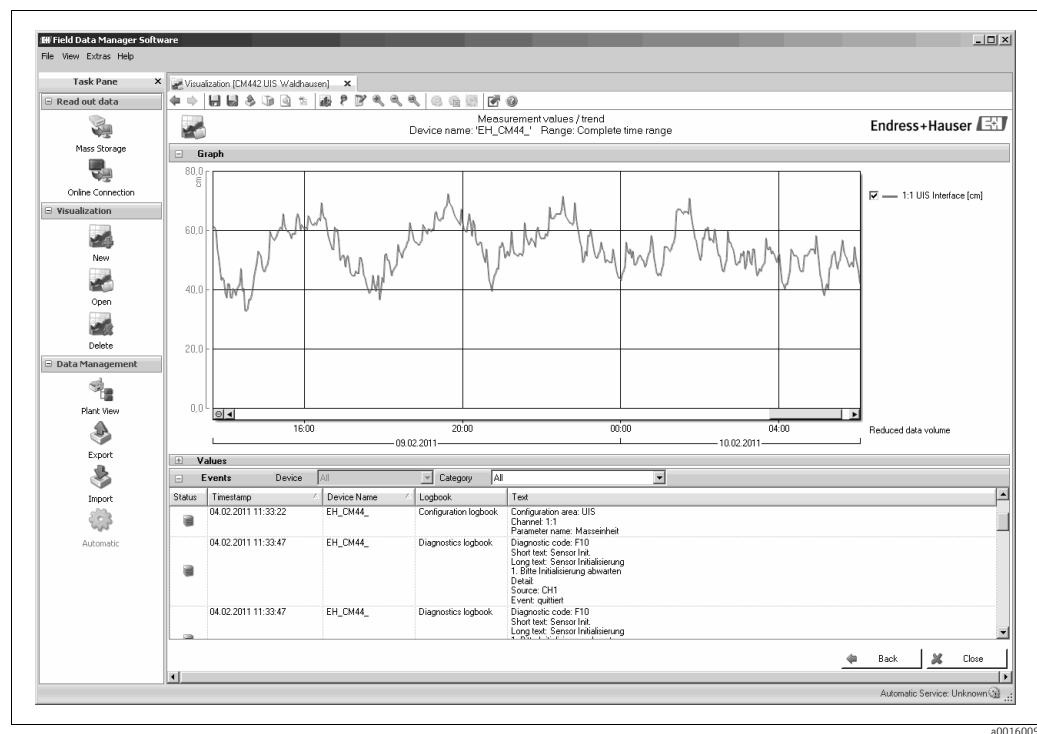 Field Data Manager Software
File View Extras Help
Task Pane
Read out data
Mass Storage
Online Connection
Visualization
New
Open
Delete
Data Management
Plant View
Export
Import
Automatic
Visualization [CM442 UIS Waldhausen]
Measurement values / trend
Device name: 'EH_CM44_' Range: Complete time range
Endress+Hauser EH
Graph
80,0
cm
60,0
40,0
20,0
0,0
16:00 20:00 00:00 04:00
09.02.2011 10.02.2011
1:1 UIS Interface [cm]
Reduced data volume
Values
Events Device All Category All
Status Timestamp Device Name Logbook Text
04.02.2011 11:33:22 EH_CM44_ Configuration logbook Configuration area: UIS
Channel: 1:1
Parameter name: Masseinheit
04.02.2011 11:33:47 EH_CM44_ Diagnostics logbook Diagnostic code: F10
Short text: Sensor Init.
Long text: Sensor Initialisierung
1. Bitte Initialisierung abwarten
Detail:
Source: CH1
Event: quittiert
04.02.2011 11:33:47 EH_CM44_ Diagnostics logbook Diagnostic code: F10
Short text: Sensor Init.
Long text: Sensor Initialisierung
Back Close
Automatic Service: Unknown
a0016009